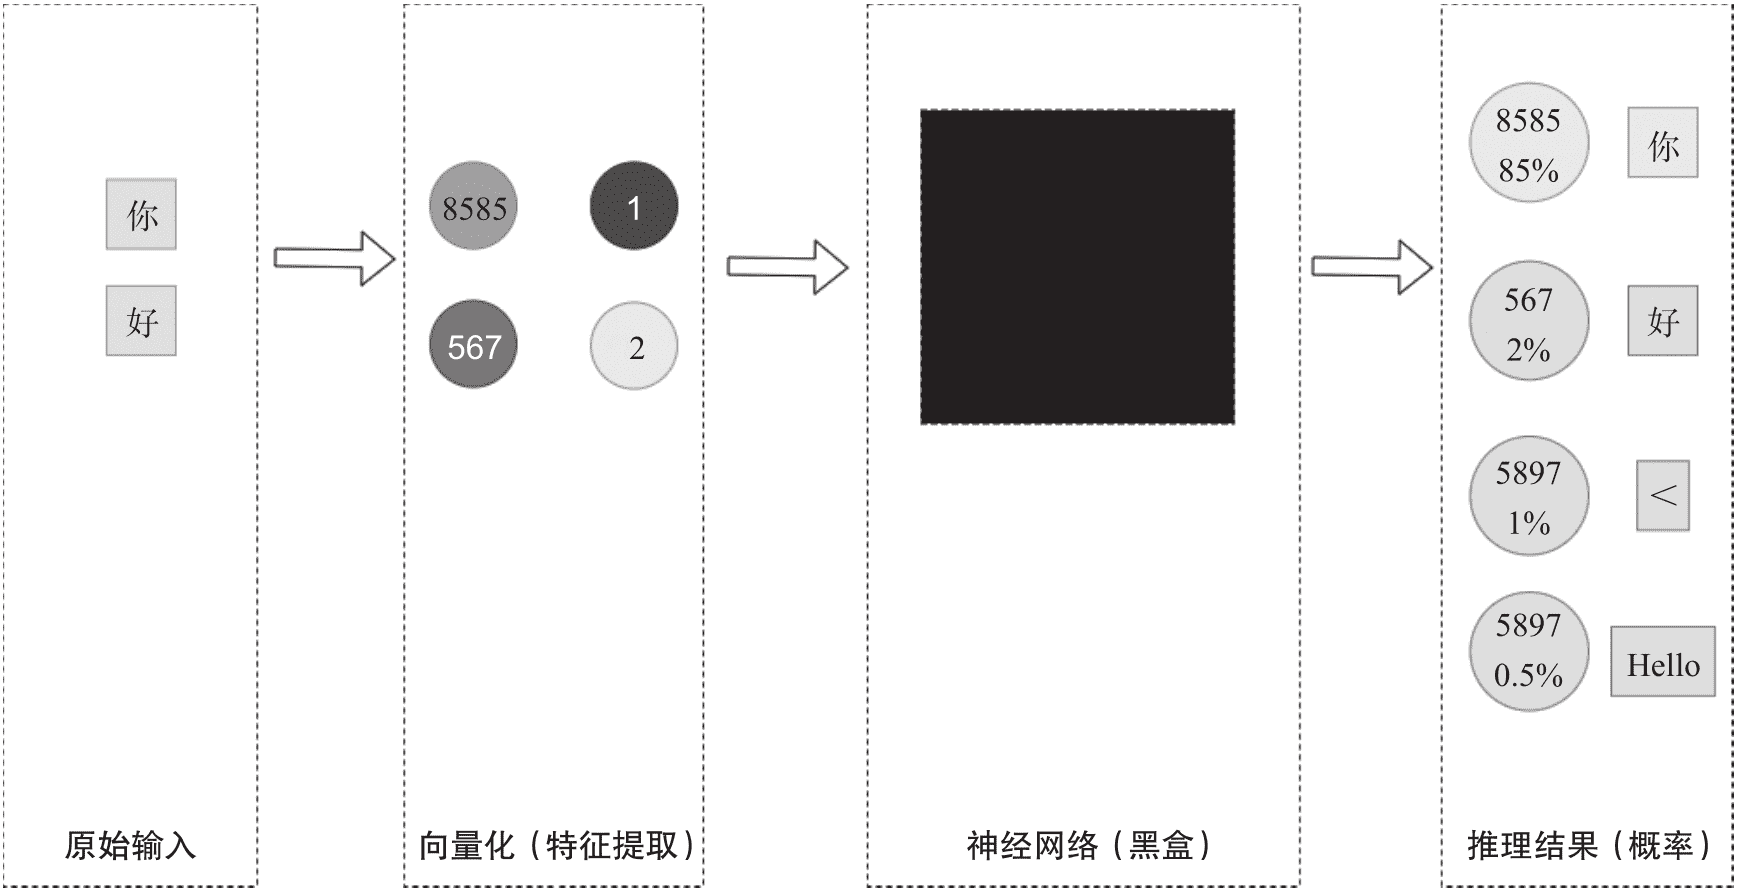 你
好
8585
1
567
2
8585
85%
你
567
2%
好
5897
1%
<
5897
0.5%
Hello
原始输入
向量化（特征提取）
神经网络（黑盒）
推理结果（概率）